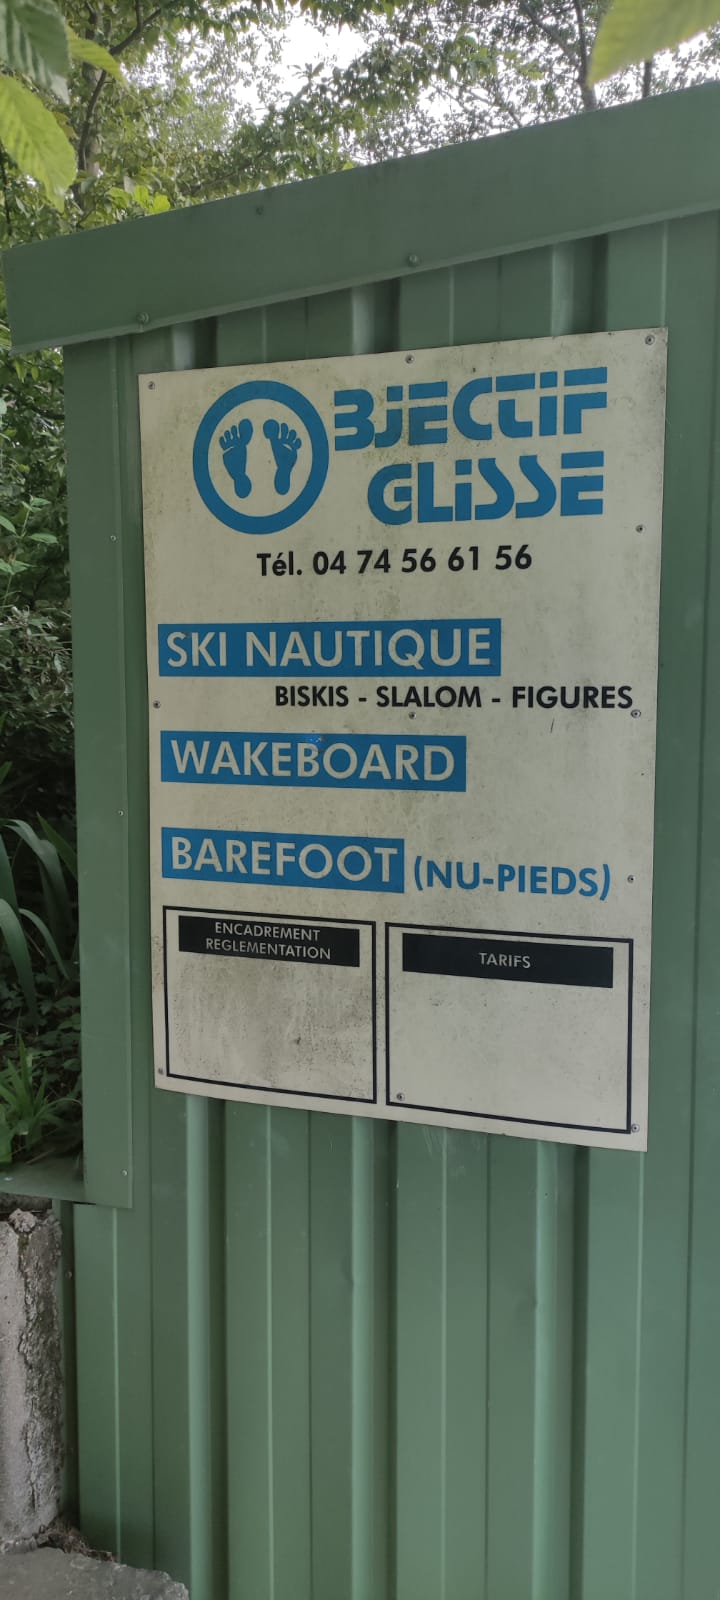 OBJECTIF
GLISSE
Tél. 04 74 56 61 56
SKI NAUTIQUE
BISKIS - SLALOM - FIGURES
WAKEBOARD
BAREFOOT (NU-PIEDS)
ENCADREMENT
REGLEMENTATION
TARIFS